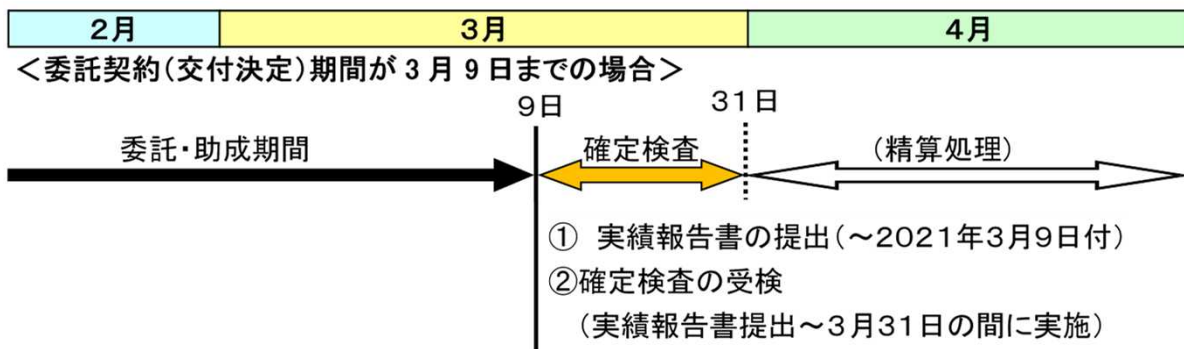 2月 3月 4月
＜委託契約(交付決定)期間が3月9日までの場合＞
9日 31日
委託・助成期間 確定検査 (精算処理)
① 実績報告書の提出(～2021年3月9日付)
②確定検査の受検
(実績報告書提出～3月31日の間に実施)